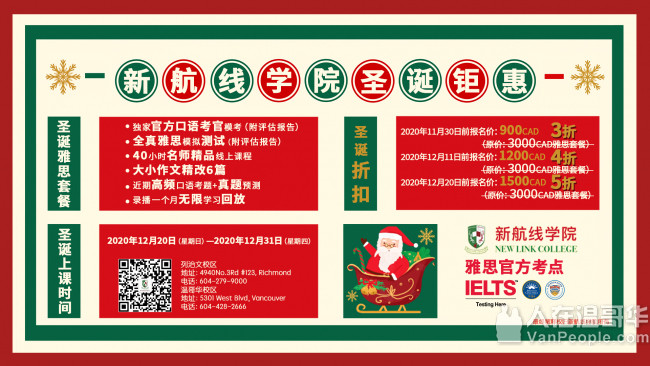 新航线学院圣诞钜惠
圣诞雅思套餐
• 独家官方口语考官模考 (附评估报告)
• 全真雅思模拟测试 (附评估报告)
• 40小时名师精品线上课程
• 大小作文精改6篇
• 近期高频口语考题+真题预测
• 录播一个月无限学习回放
圣诞折扣
2020年11月30日前报名价: 900CAD 3折
(原价: 3000CAD雅思套餐)
2020年12月11日前报名价: 1200CAD 4折
(原价: 3000CAD雅思套餐)
2020年12月20日前报名价: 1500CAD 5折
(原价: 3000CAD雅思套餐)
圣诞上课时间
2020年12月20日 (星期日) —2020年12月31日 (星期四)
列治文校区
地址: 4940No.3Rd #123, Richmond
电话: 604-279-9000
温哥华校区
地址: 5301 West Blvd, Vancouver
电话: 604-428-2666
新航线学院
NEW LINK COLLEGE
雅思官方考点
IELTS
Testing Here
人在温哥华
VanPeople.com